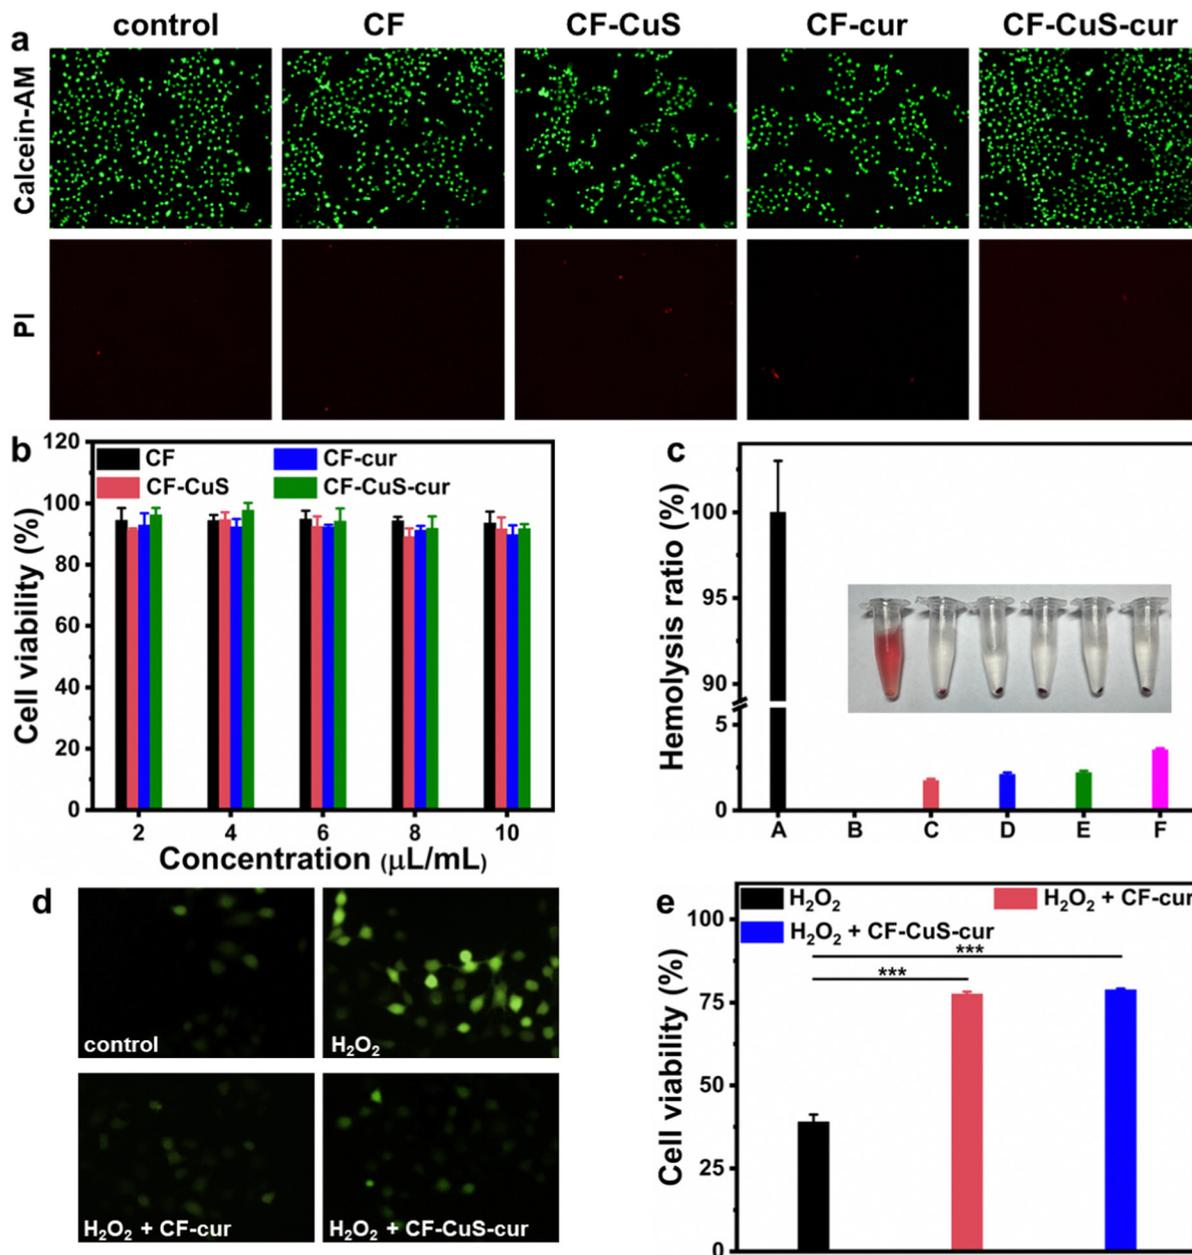 a
control CF CF-CuS CF-cur CF-CuS-cur
Calcein-AM
PI
b
120
100
80
60
40
20
0
Cell viability (%)
CF CF-cur
CF-CuS CF-CuS-cur
2 4 6 8 10
Concentration (μL/mL)
c
100
95
90
5
0
Hemolysis ratio (%)
A B C D E F
d
control
H₂O₂
H₂O₂ + CF-cur
H₂O₂ + CF-CuS-cur
e
100
75
50
25
0
Cell viability (%)
H₂O₂ H₂O₂ + CF-cur
H₂O₂ + CF-CuS-cur
***
***